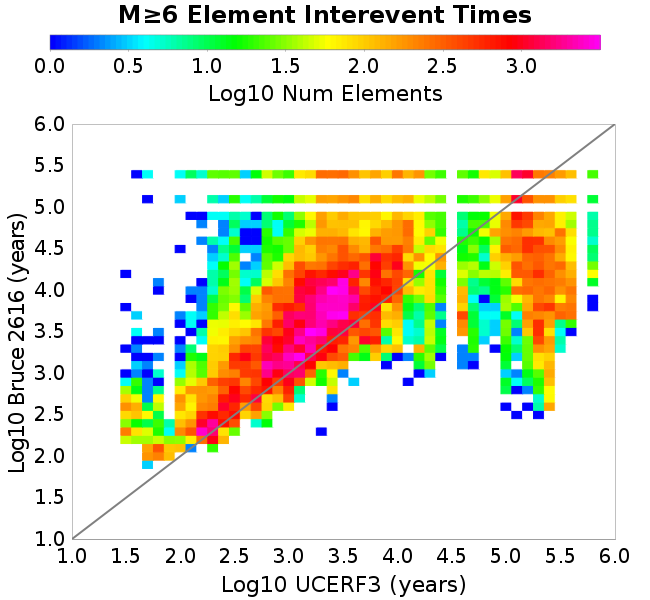 M≥6 Element Interevent Times
0.0 0.5 1.0 1.5 2.0 2.5 3.0
Log10 Num Elements
Log10 Bruce 2616 (years)
6.0
5.5
5.0
4.5
4.0
3.5
3.0
2.5
2.0
1.5
1.0
1.0 1.5 2.0 2.5 3.0 3.5 4.0 4.5 5.0 5.5 6.0
Log10 UCERF3 (years)